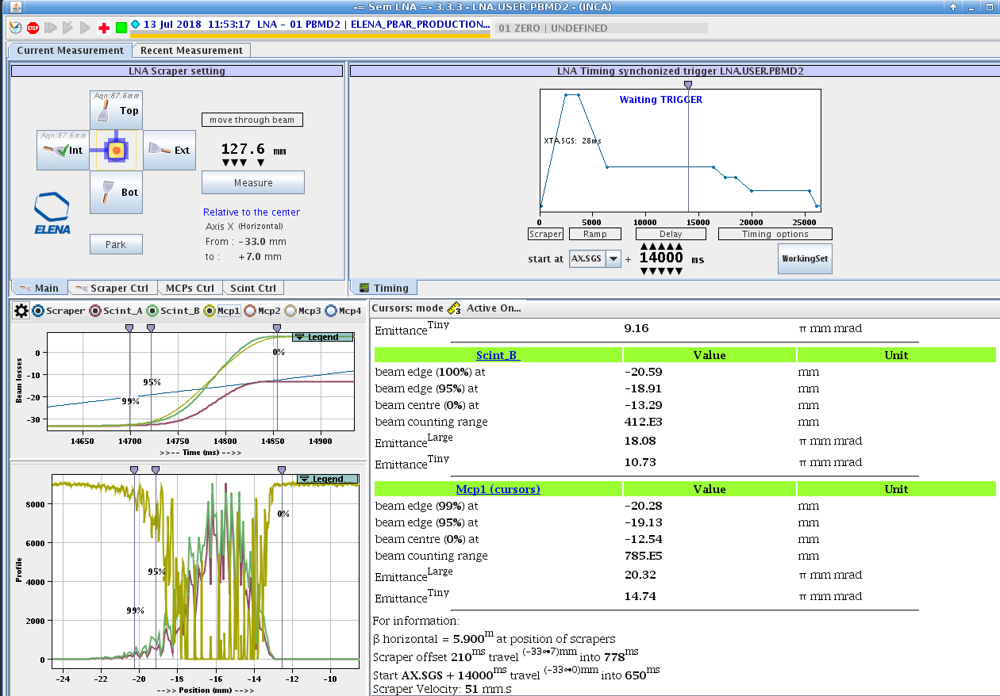 -= Sem LNA =- 3.3.3 - LNA.USER.PBMD2 - (INCA)
STOP
13 Jul 2018 11:53:17 LNA - 01 PBMD2 | ELENA_PBAR_PRODUCTION...
01 ZERO | UNDEFINED
Current Measurement
Recent Measurement
LNA Scraper setting
Aqn:87.6mm
Top
Aqn:87.6mm
Int
Ext
Bot
ELENA
Park
move through beam
127.6 mm
Measure
Relative to the center
Axis X (Horizontal)
From : -33.0 mm
to : +7.0 mm
Main
Scraper Ctrl
MCPs Ctrl
Scint Ctrl
LNA Timing synchonized trigger LNA.USER.PBMD2
Waiting TRIGGER
XTA.SGS: 28ms
0 5000 10000 15000 20000 25000
Scraper
Ramp
Delay
Timing options
start at AX.SGS + 14000 ms
WorkingSet
Timing
Scraper Scint_A Scint_B Mcp1 Mcp2 Mcp3 Mcp4
Legend
0%
95%
99%
Beam losses
0
-10
-20
-30
14650 14700 14750 14800 14850 14900
>>-- Time (ms) -->>
Legend
0%
95%
99%
Profile
8000
6000
4000
2000
0
-24 -22 -20 -18 -16 -14 -12 -10
-->> Position (mm) -->>
Cursors: mode 3 Active On...
Emittance Tiny 9.16 π mm mrad
Scint_B Value Unit
beam edge (100%) at -20.59 mm
beam edge (95%) at -18.91 mm
beam centre (0%) at -13.29 mm
beam counting range 412.E3 mm
Emittance Large 18.08 π mm mrad
Emittance Tiny 10.73 π mm mrad
Mcp1 (cursors) Value Unit
beam edge (99%) at -20.28 mm
beam edge (95%) at -19.13 mm
beam centre (0%) at -12.54 mm
beam counting range 785.E5 mm
Emittance Large 20.32 π mm mrad
Emittance Tiny 14.74 π mm mrad
For information:
β horizontal = 5.900 m at position of scrapers
Scraper offset 210 ms travel (-33⚬→7)mm into 778 ms
Start AX.SGS + 14000 ms travel (-33⚬→0)mm into 650 ms
Scraper Velocity: 51 mm.s